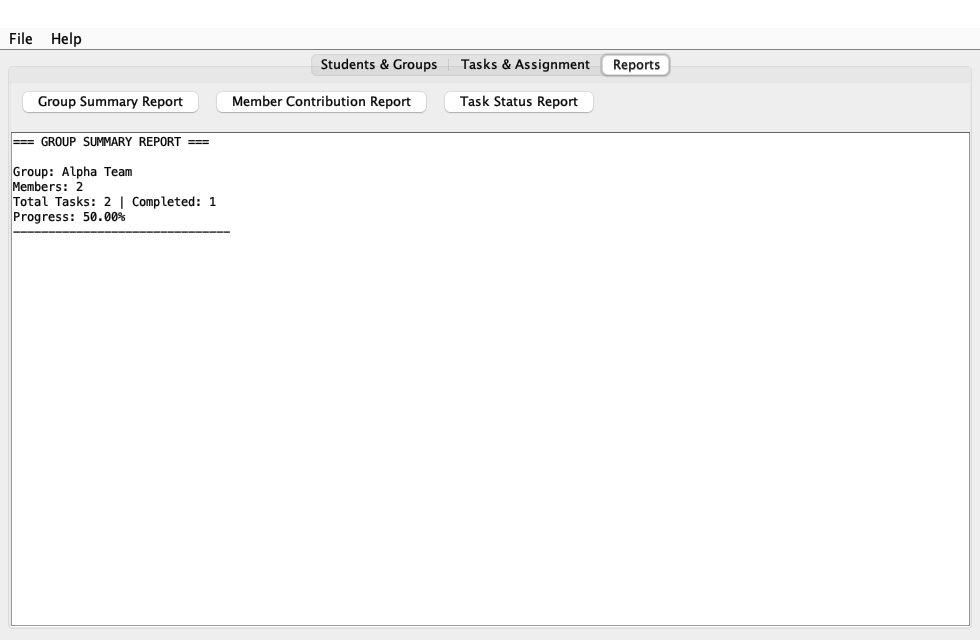 File Help
Students & Groups Tasks & Assignment Reports
Group Summary Report Member Contribution Report Task Status Report
=== GROUP SUMMARY REPORT ===
Group: Alpha Team
Members: 2
Total Tasks: 2 | Completed: 1
Progress: 50.00%
-------------------------------